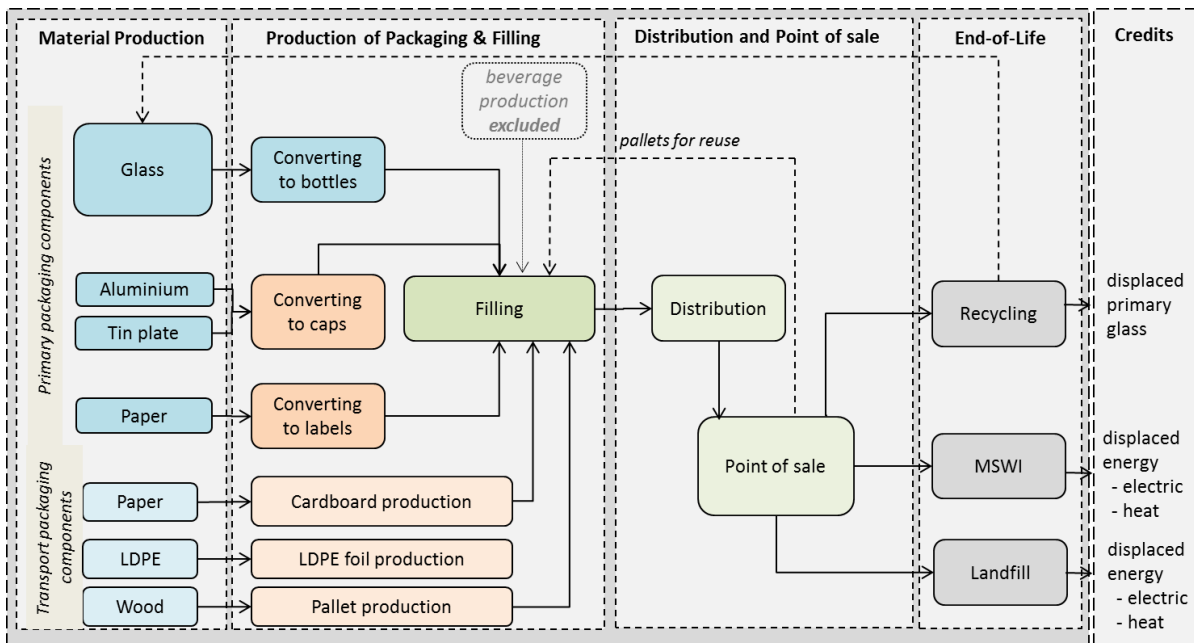 Material Production
Production of Packaging & Filling
Distribution and Point of sale
End-of-Life
Credits
beverage
production
excluded
pallets for reuse
Primary packaging components
Glass
Converting
to bottles
Aluminium
Tin plate
Converting
to caps
Filling
Distribution
Recycling
displaced
primary
glass
Paper
Converting
to labels
Point of sale
MSWI
displaced
energy
- electric
- heat
Transport packaging
components
Paper
Cardboard production
LDPE
LDPE foil production
Wood
Pallet production
Landfill
displaced
energy
- electric
- heat